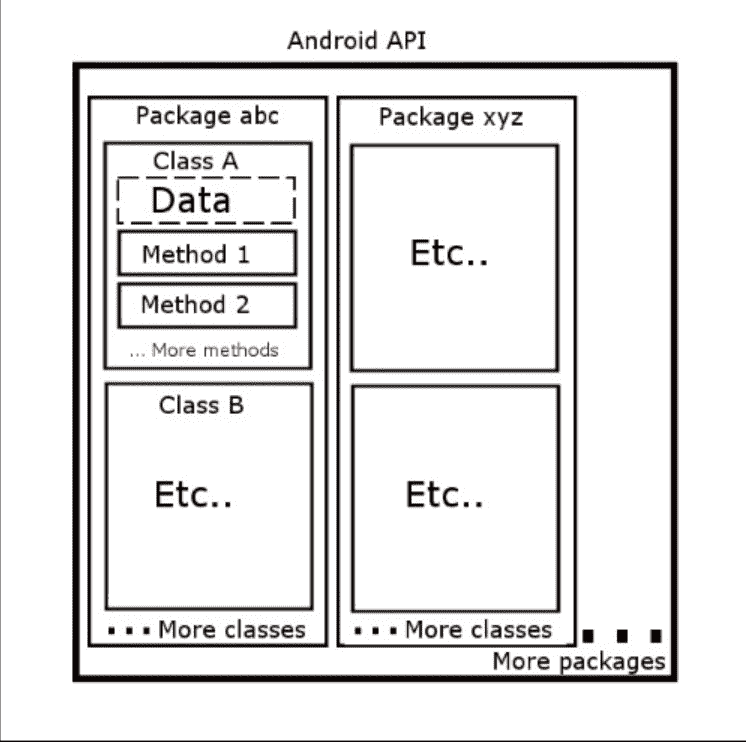 Android API
Package abc
Class A
Data
Method 1
Method 2
... More methods
Class B
Etc..
... More classes
Package xyz
Etc..
Etc..
... More classes
...
More packages